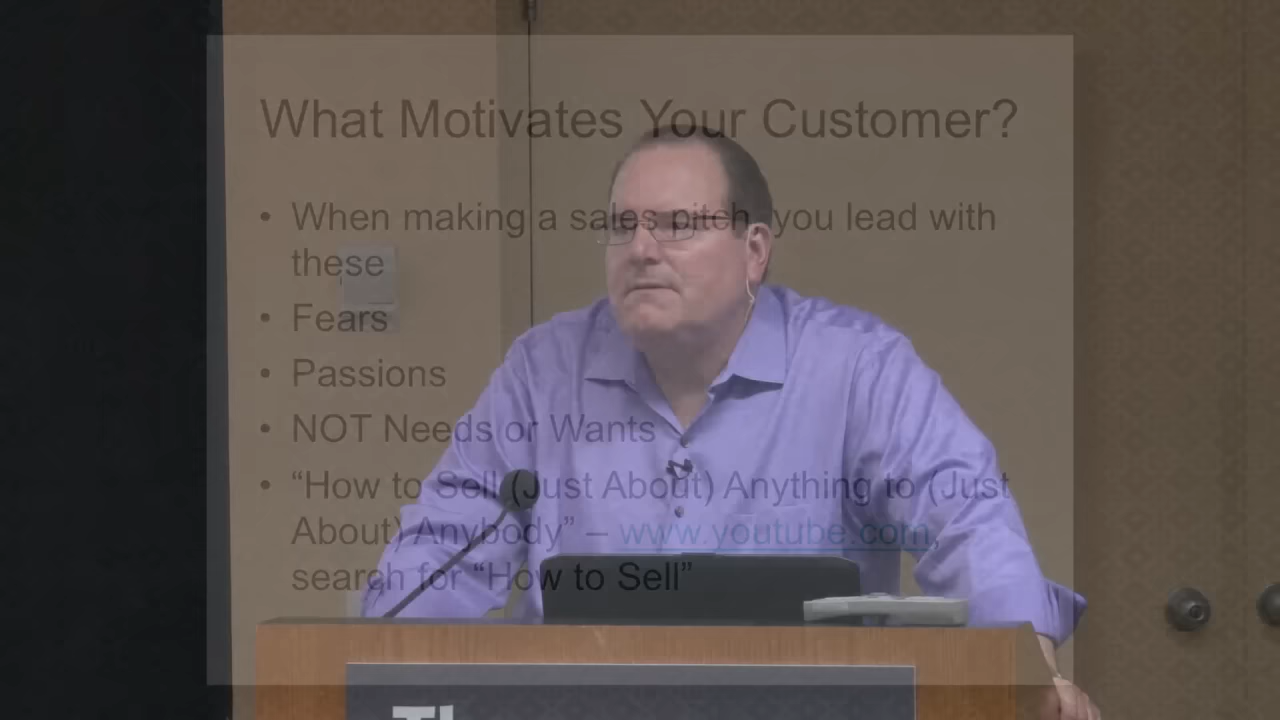 What Motivates Your Customer?
• When making a sales pitch you lead with
these
• Fears
• Passions
• NOT Needs or Wants
• “How to Sell (Just About) Anything to (Just
About) Anybody” – www.youtube.com,
search for “How to Sell”